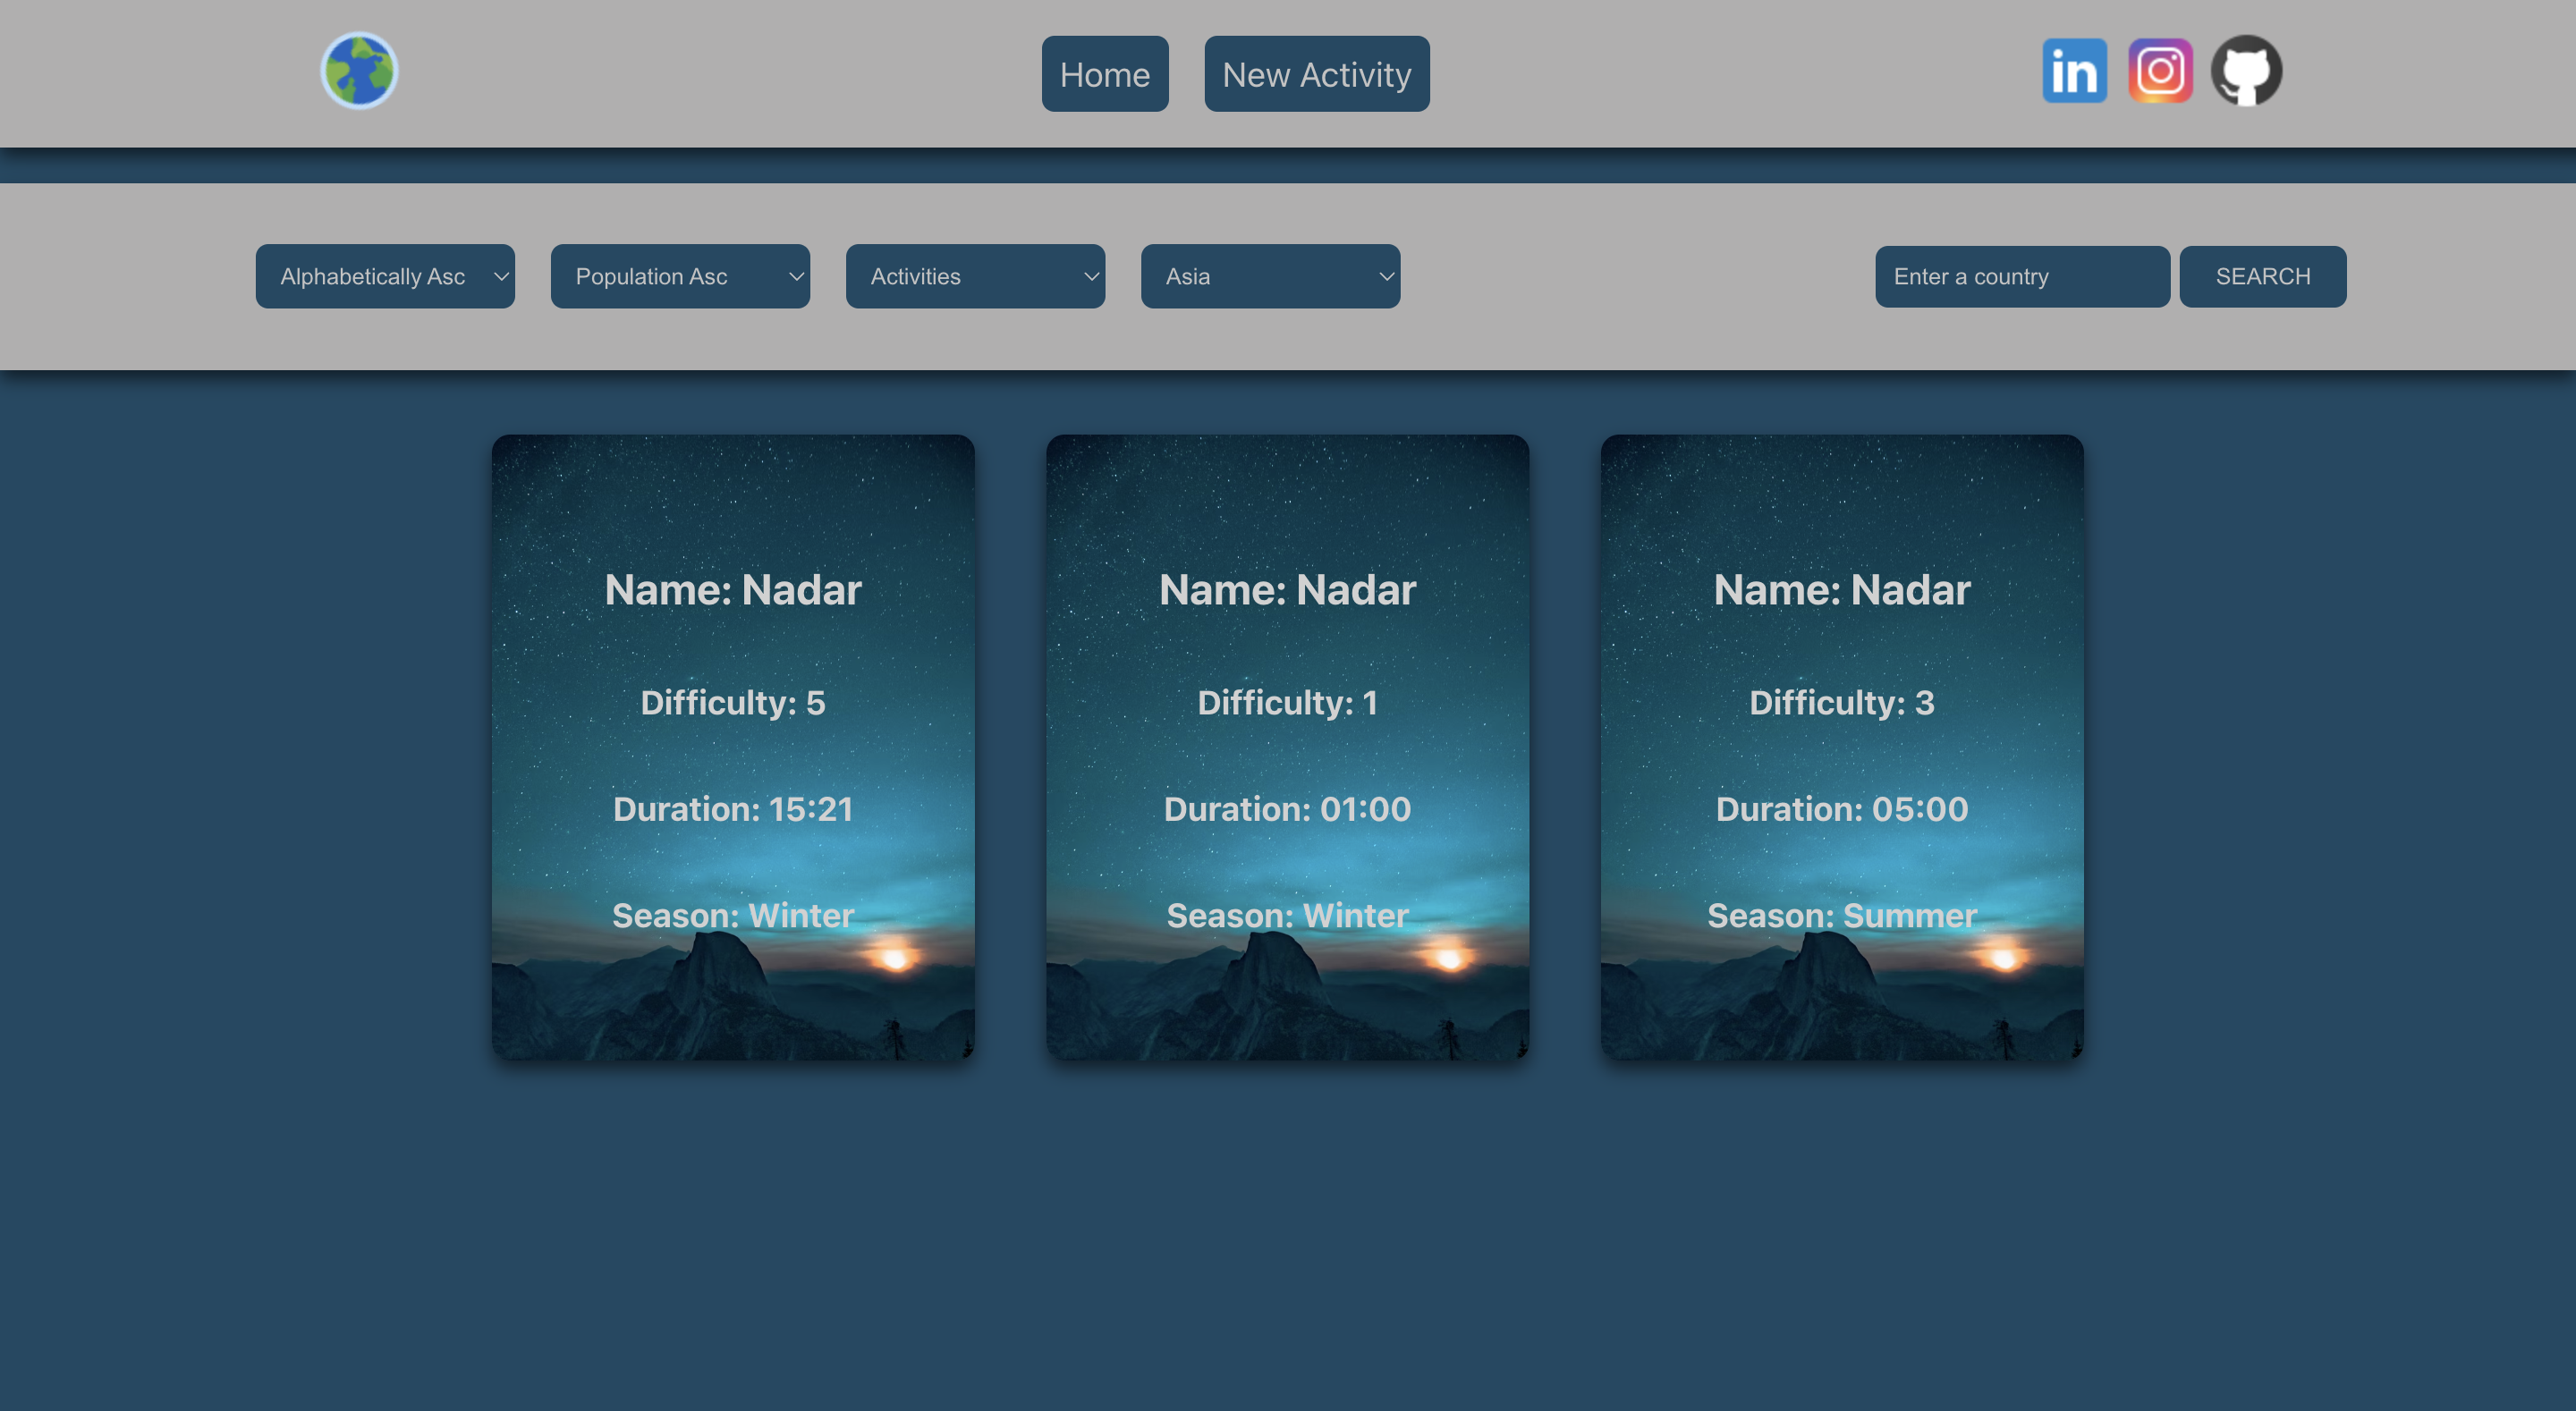 Home New Activity
in
Alphabetically Asc Population Asc Activities Asia Enter a country SEARCH
Name: Nadar
Difficulty: 5
Duration: 15:21
Season: Winter
Name: Nadar
Difficulty: 1
Duration: 01:00
Season: Winter
Name: Nadar
Difficulty: 3
Duration: 05:00
Season: Summer